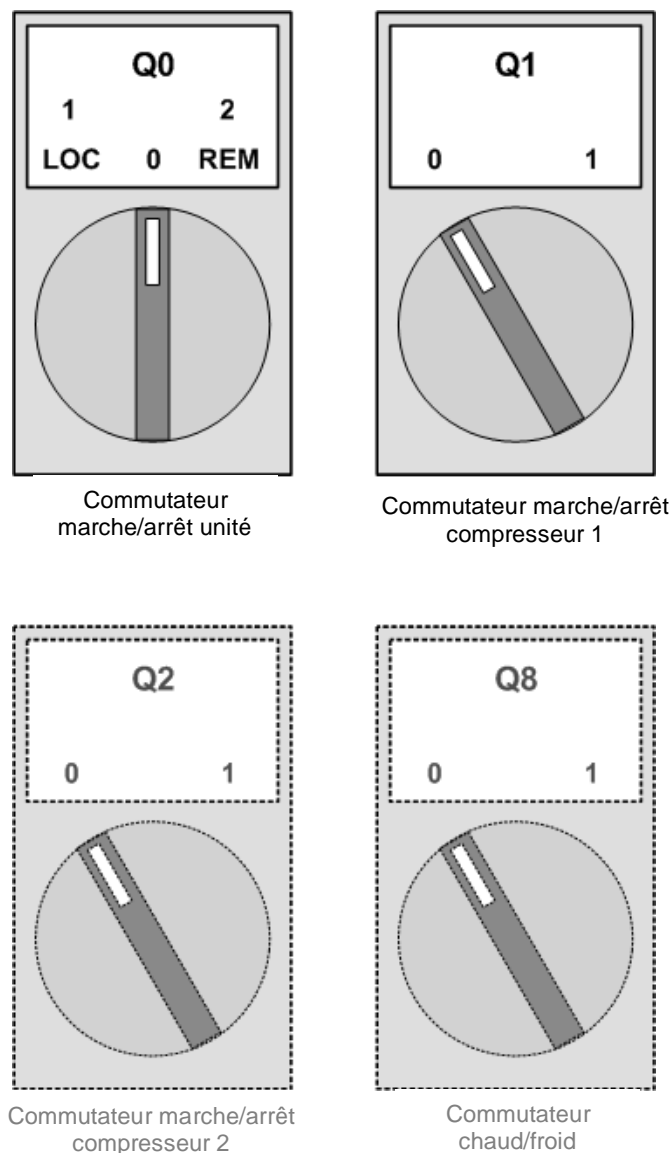 Q0
1 2
LOC 0 REM
Commutateur
marche/arrêt unité
Q1
0 1
Commutateur marche/arrêt
compresseur 1
Q2
0 1
Commutateur marche/arrêt
compresseur 2
Q8
0 1
Commutateur
chaud/froid